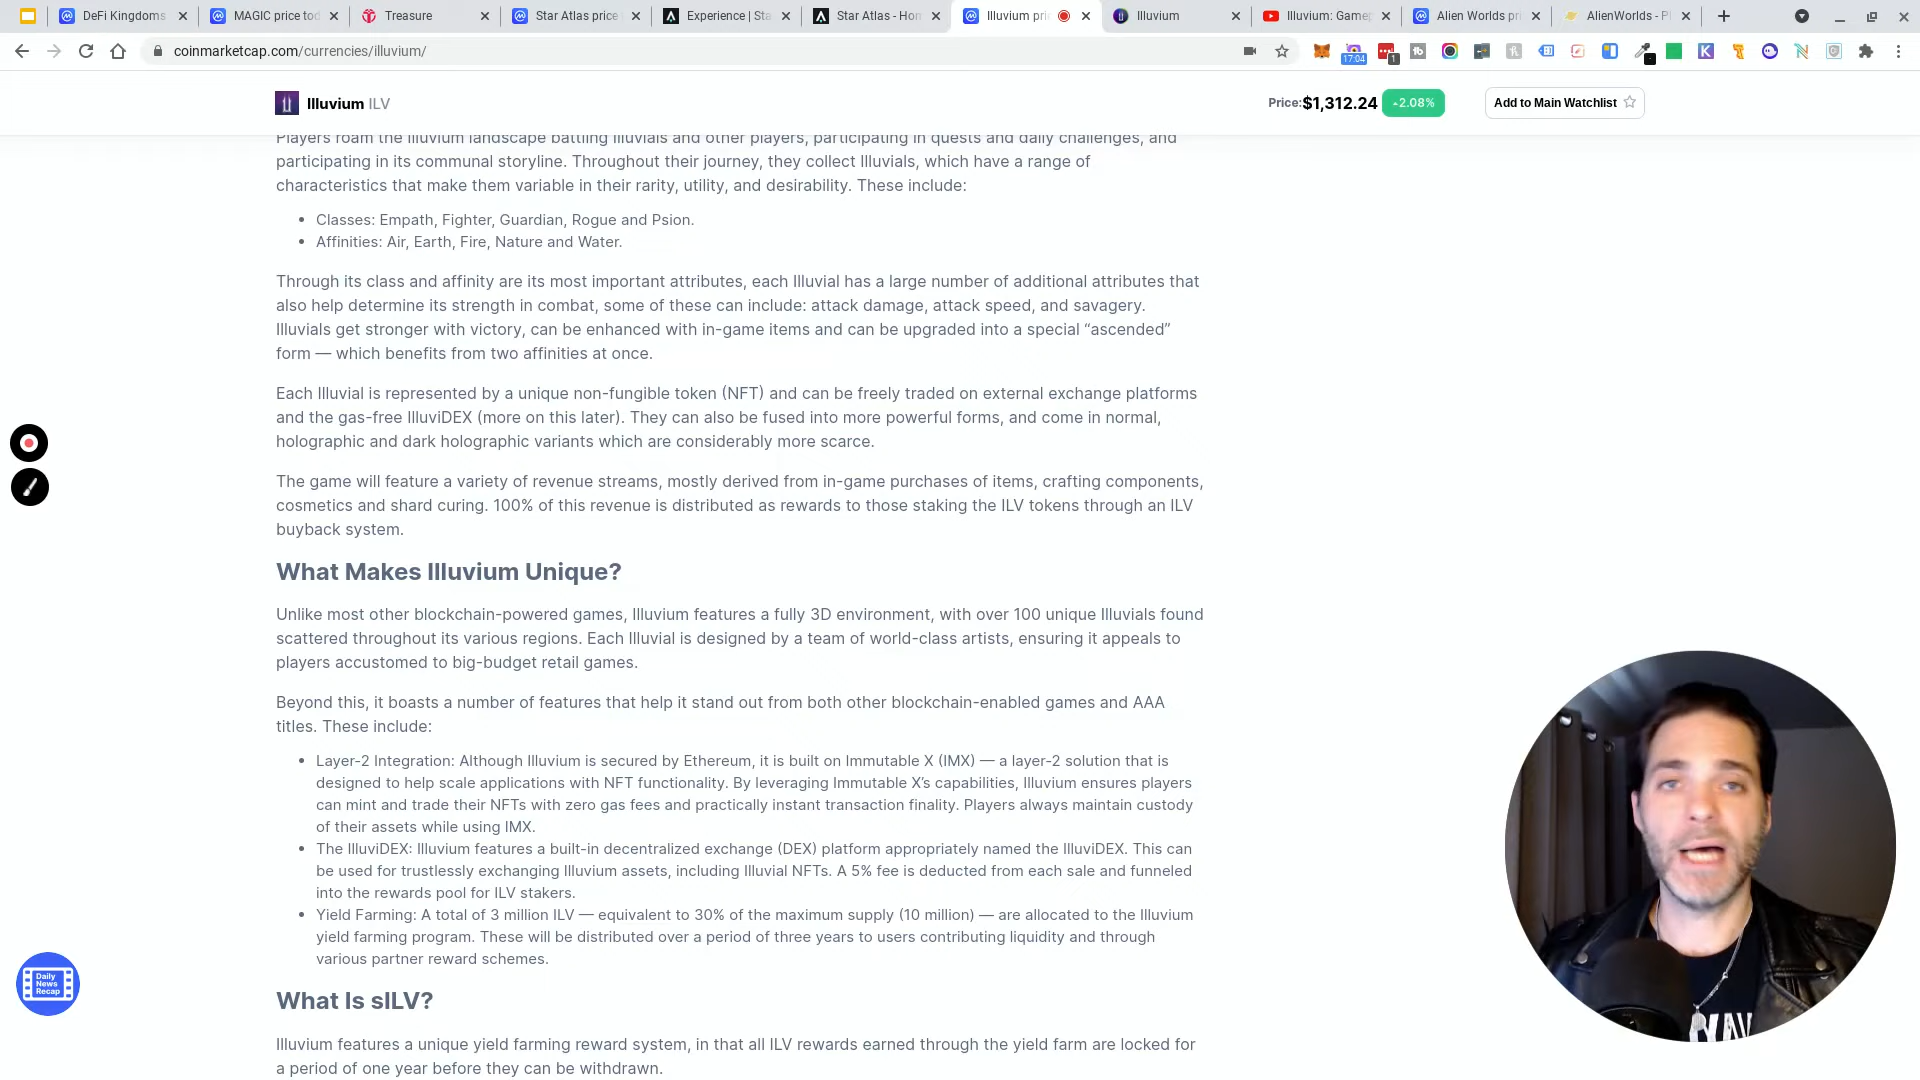 DeFi Kingdoms
MAGIC price tod
Treasure
Star Atlas price
Experience | Sta
Star Atlas - Hon
Illuvium pri
Illuvium
Illuvium: Gamep
Alien Worlds pri
AlienWorlds - Pl
coinmarketcap.com/currencies/illuvium/
17:04
1
Illuvium ILV
Price: $1,312.24 2.08%
Add to Main Watchlist
Players roam the Illuvium landscape battling Illuvials and other players, participating in quests and daily challenges, and
participating in its communal storyline. Throughout their journey, they collect Illuvials, which have a range of
characteristics that make them variable in their rarity, utility, and desirability. These include:
• Classes: Empath, Fighter, Guardian, Rogue and Psion.
• Affinities: Air, Earth, Fire, Nature and Water.
Through its class and affinity are its most important attributes, each Illuvial has a large number of additional attributes that
also help determine its strength in combat, some of these can include: attack damage, attack speed, and savagery.
Illuvials get stronger with victory, can be enhanced with in-game items and can be upgraded into a special “ascended”
form — which benefits from two affinities at once.
Each Illuvial is represented by a unique non-fungible token (NFT) and can be freely traded on external exchange platforms
and the gas-free IlluviDEX (more on this later). They can also be fused into more powerful forms, and come in normal,
holographic and dark holographic variants which are considerably more scarce.
The game will feature a variety of revenue streams, mostly derived from in-game purchases of items, crafting components,
cosmetics and shard curing. 100% of this revenue is distributed as rewards to those staking the ILV tokens through an ILV
buyback system.
What Makes Illuvium Unique?
Unlike most other blockchain-powered games, Illuvium features a fully 3D environment, with over 100 unique Illuvials found
scattered throughout its various regions. Each Illuvial is designed by a team of world-class artists, ensuring it appeals to
players accustomed to big-budget retail games.
Beyond this, it boasts a number of features that help it stand out from both other blockchain-enabled games and AAA
titles. These include:
• Layer-2 Integration: Although Illuvium is secured by Ethereum, it is built on Immutable X (IMX) — a layer-2 solution that is
designed to help scale applications with NFT functionality. By leveraging Immutable X’s capabilities, Illuvium ensures players
can mint and trade their NFTs with zero gas fees and practically instant transaction finality. Players always maintain custody
of their assets while using IMX.
• The IlluviDEX: Illuvium features a built-in decentralized exchange (DEX) platform appropriately named the IlluviDEX. This can
be used for trustlessly exchanging Illuvium assets, including Illuvial NFTs. A 5% fee is deducted from each sale and funneled
into the rewards pool for ILV stakers.
• Yield Farming: A total of 3 million ILV — equivalent to 30% of the maximum supply (10 million) — are allocated to the Illuvium
yield farming program. These will be distributed over a period of three years to users contributing liquidity and through
various partner reward schemes.
Daily
News
Recap
What Is sILV?
Illuvium features a unique yield farming reward system, in that all ILV rewards earned through the yield farm are locked for
a period of one year before they can be withdrawn.